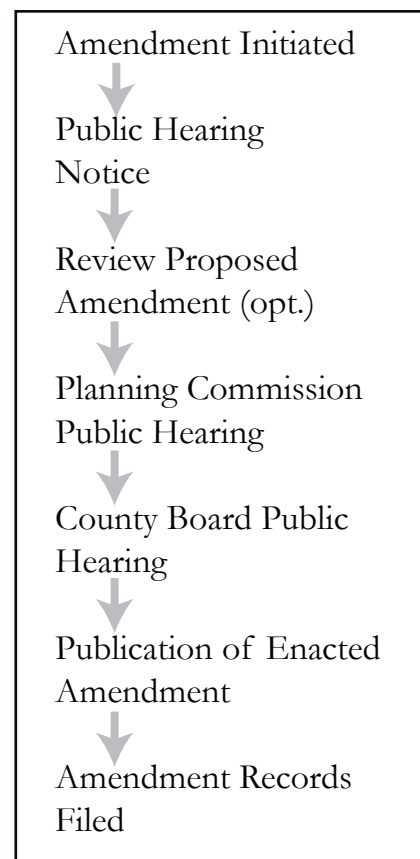 Amendment Initiated
Public Hearing
Notice
Review Proposed
Amendment (opt.)
Planning Commission
Public Hearing
County Board Public
Hearing
Publication of Enacted
Amendment
Amendment Records
Filed